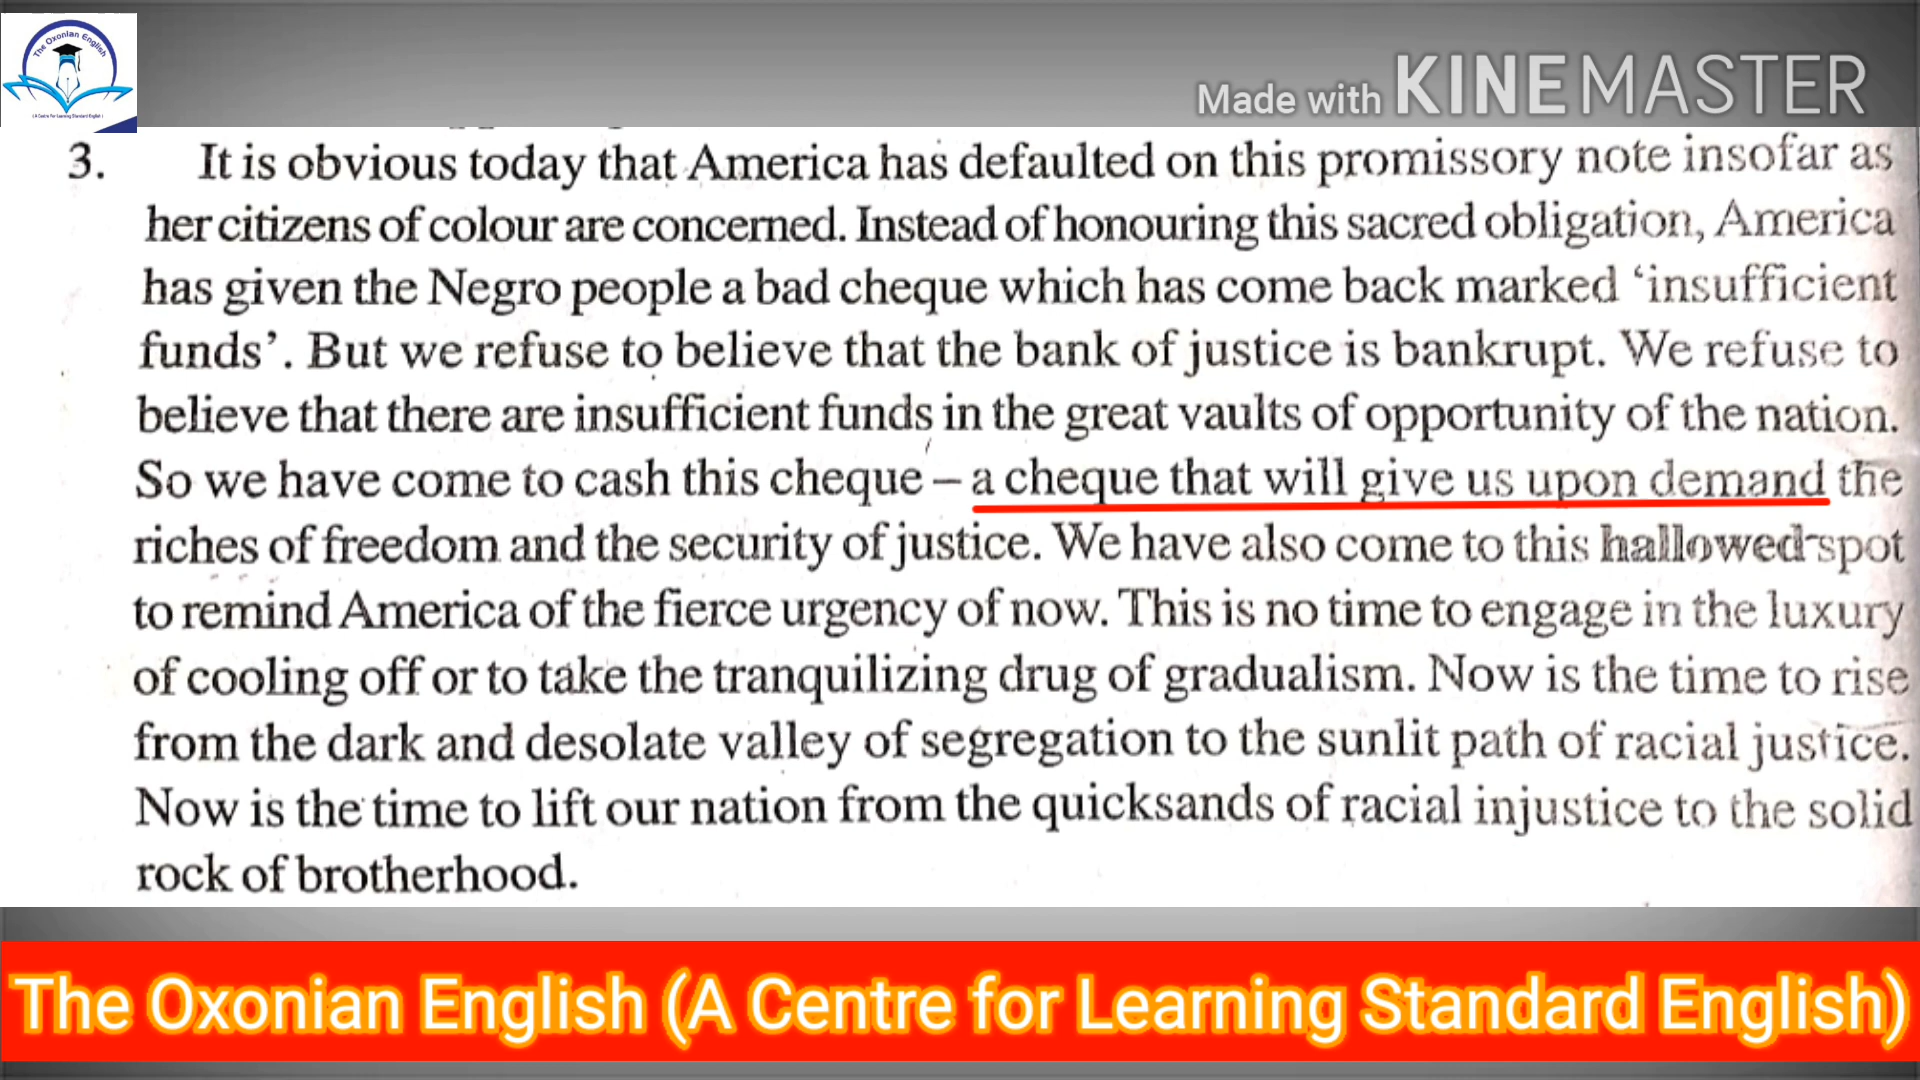 The Oxonian English
(A Centre For Learning Standard English)
Made with KINEMASTER
3. It is obvious today that America has defaulted on this promissory note insofar as
her citizens of colour are concerned. Instead of honouring this sacred obligation, America
has given the Negro people a bad cheque which has come back marked ‘insufficient
funds’. But we refuse to believe that the bank of justice is bankrupt. We refuse to
believe that there are insufficient funds in the great vaults of opportunity of the nation.
So we have come to cash this cheque – a cheque that will give us upon demand the
riches of freedom and the security of justice. We have also come to this hallowed spot
to remind America of the fierce urgency of now. This is no time to engage in the luxury
of cooling off or to take the tranquilizing drug of gradualism. Now is the time to rise
from the dark and desolate valley of segregation to the sunlit path of racial justice.
Now is the time to lift our nation from the quicksands of racial injustice to the solid
rock of brotherhood.
The Oxonian English (A Centre for Learning Standard English)